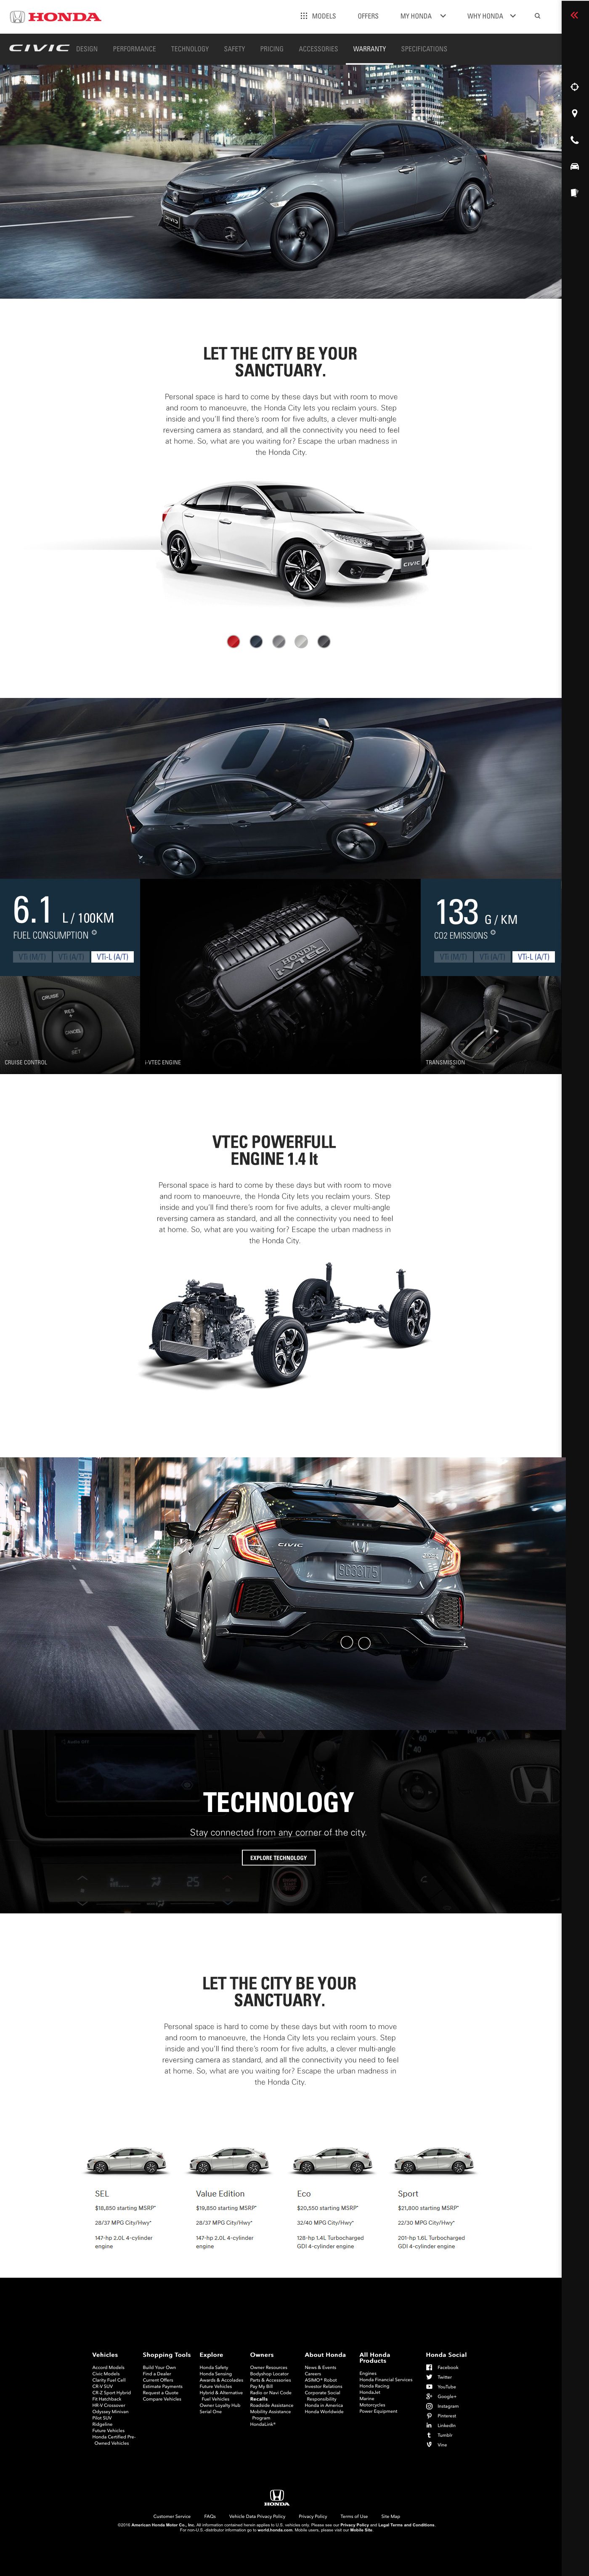 HONDA
MODELS OFFERS MY HONDA WHY HONDA
CIVIC DESIGN PERFORMANCE TECHNOLOGY SAFETY PRICING ACCESSORIES WARRANTY SPECIFICATIONS
CIVIC
LET THE CITY BE YOUR
SANCTUARY.
Personal space is hard to come by these days but with room to move
and room to manoeuvre, the Honda City lets you reclaim yours. Step
inside and you'll find there's room for five adults, a clever multi-angle
reversing camera as standard, and all the connectivity you need to feel
at home. So, what are you waiting for? Escape the urban madness in
the Honda City.
CIVIC
6.1 L / 100KM
FUEL CONSUMPTION
VTi (M/T) VTi (A/T) VTi-L (A/T)
133 G / KM
CO2 EMISSIONS
VTi (M/T) VTi (A/T) VTi-L (A/T)
HONDA
i-VTEC
CRUISE
RES
+
CANCEL
SET
CRUISE CONTROL
i-VTEC ENGINE
TRANSMISSION
VTEC POWERFULL
ENGINE 1.4 lt
Personal space is hard to come by these days but with room to move
and room to manoeuvre, the Honda City lets you reclaim yours. Step
inside and you'll find there's room for five adults, a clever multi-angle
reversing camera as standard, and all the connectivity you need to feel
at home. So, what are you waiting for? Escape the urban madness in
the Honda City.
CIVIC
TECHNOLOGY
Stay connected from any corner of the city.
EXPLORE TECHNOLOGY
LET THE CITY BE YOUR
SANCTUARY.
Personal space is hard to come by these days but with room to move
and room to manoeuvre, the Honda City lets you reclaim yours. Step
inside and you'll find there's room for five adults, a clever multi-angle
reversing camera as standard, and all the connectivity you need to feel
at home. So, what are you waiting for? Escape the urban madness in
the Honda City.
SEL
$18,850 starting MSRP*
28/37 MPG City/Hwy*
147-hp 2.0L 4-cylinder
engine
Value Edition
$19,850 starting MSRP*
28/37 MPG City/Hwy*
147-hp 2.0L 4-cylinder
engine
Eco
$20,550 starting MSRP*
32/40 MPG City/Hwy*
128-hp 1.4L Turbocharged
GDI 4-cylinder engine
Sport
$21,800 starting MSRP*
22/30 MPG City/Hwy*
201-hp 1.6L Turbocharged
GDI 4-cylinder engine
Vehicles
Accord Models
Civic Models
Clarity Fuel Cell
CR-V SUV
CR-Z Sport Hybrid
Fit Hatchback
HR-V Crossover
Odyssey Minivan
Pilot SUV
Ridgeline
Future Vehicles
Honda Certified Pre-
Owned Vehicles
Shopping Tools
Build Your Own
Find a Dealer
Current Offers
Estimate Payments
Request a Quote
Compare Vehicles
Explore
Honda Safety
Honda Sensing
Awards & Accolades
Future Vehicles
Hybrid & Alternative
Fuel Vehicles
Owner Loyalty Hub
Serial One
Owners
Owner Resources
Bodyshop Locator
Parts & Accessories
Pay My Bill
Radio or Navi Code
Recalls
Roadside Assistance
Mobility Assistance
Program
HondaLink®
About Honda
News & Events
Careers
ASIMO® Robot
Investor Relations
Corporate Social
Responsibility
Honda in America
Honda Worldwide
All Honda
Products
Engines
Honda Financial Services
Honda Racing
HondaJet
Marine
Motorcycles
Power Equipment
Honda Social
Facebook
Twitter
YouTube
Google+
Instagram
Pinterest
LinkedIn
Tumblr
Vine
HONDA
Customer Service FAQs Vehicle Data Privacy Policy Privacy Policy Terms of Use Site Map
©2016 American Honda Motor Co., Inc. All information contained herein applies to U.S. vehicles only. Please see our Privacy Policy and Legal Terms and Conditions.
For non-U.S.-distributor information go to world.honda.com. Mobile users, please visit our Mobile Site.